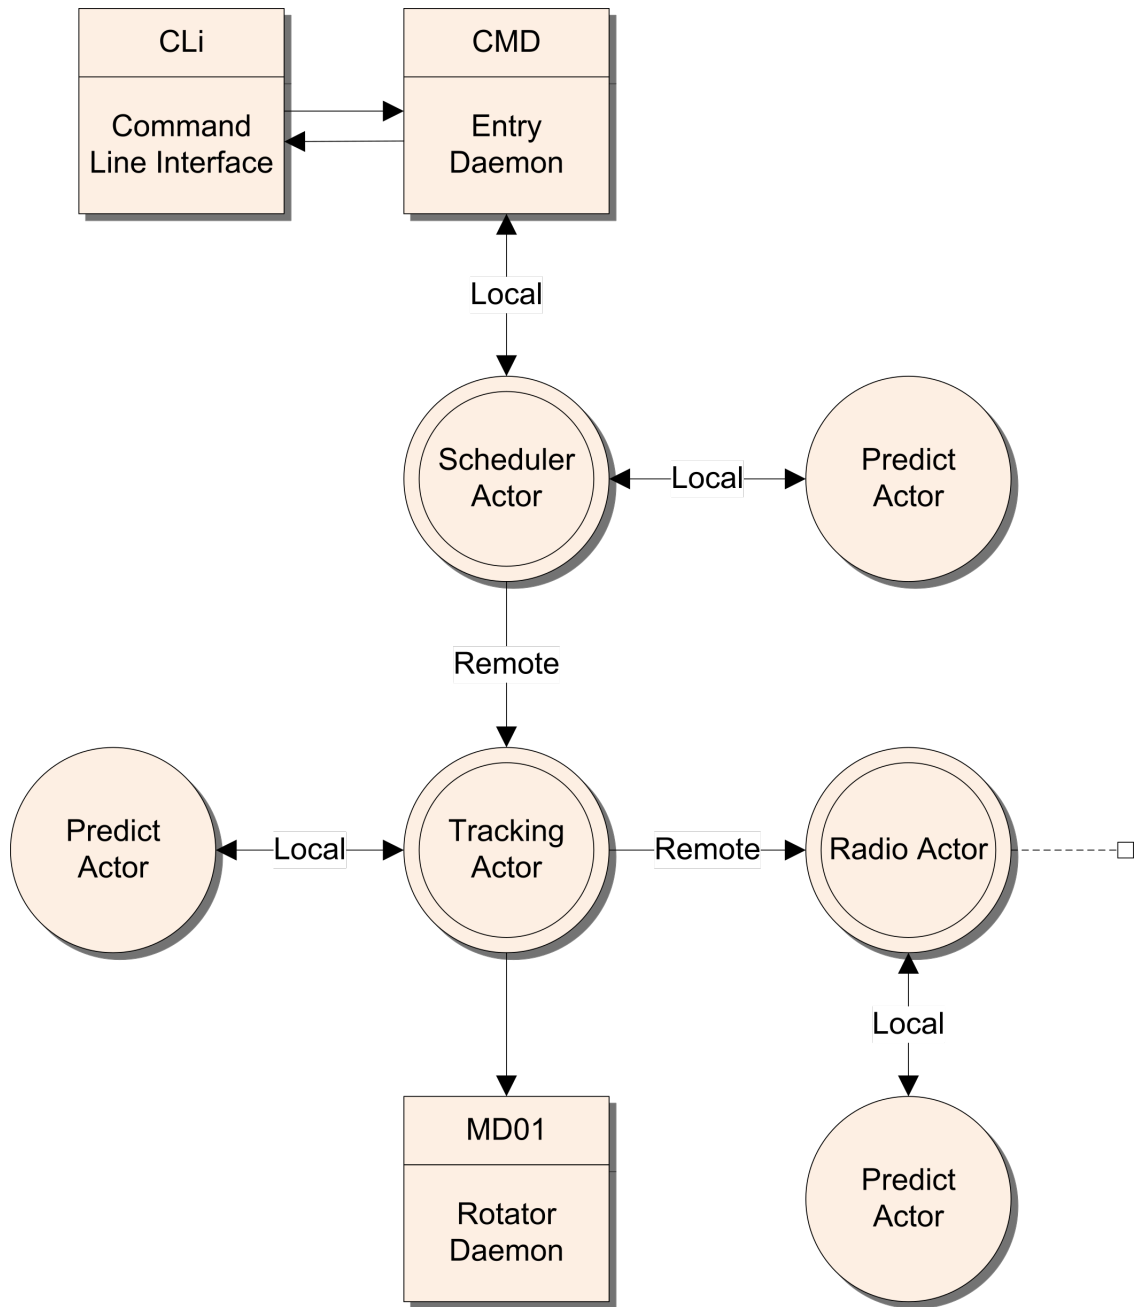 CLi
CMD
Command
Line Interface
Entry
Daemon
Local
Scheduler
Actor
Local
Predict
Actor
Remote
Predict
Actor
Local
Tracking
Actor
Remote
Radio Actor
Local
MD01
Rotator
Daemon
Predict
Actor